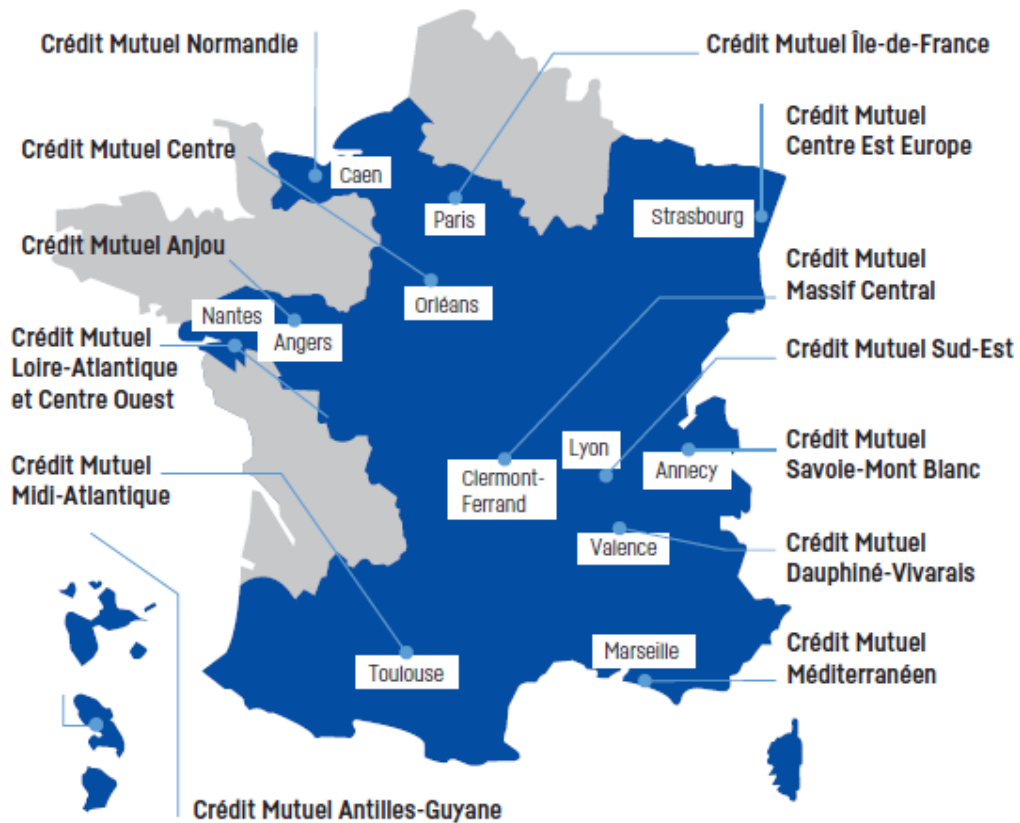 Crédit Mutuel Normandie
Crédit Mutuel Île-de-France
Crédit Mutuel
Centre Est Europe
Crédit Mutuel Centre
Caen
Paris
Strasbourg
Crédit Mutuel Anjou
Crédit Mutuel
Massif Central
Orléans
Nantes
Angers
Crédit Mutuel
Loire-Atlantique
et Centre Ouest
Crédit Mutuel Sud-Est
Lyon
Annecy
Crédit Mutuel
Savoie-Mont Blanc
Crédit Mutuel
Midi-Atlantique
Clermont-
Ferrand
Valence
Crédit Mutuel
Dauphiné-Vivarais
Marseille
Toulouse
Crédit Mutuel
Méditerranéen
Crédit Mutuel Antilles-Guyane